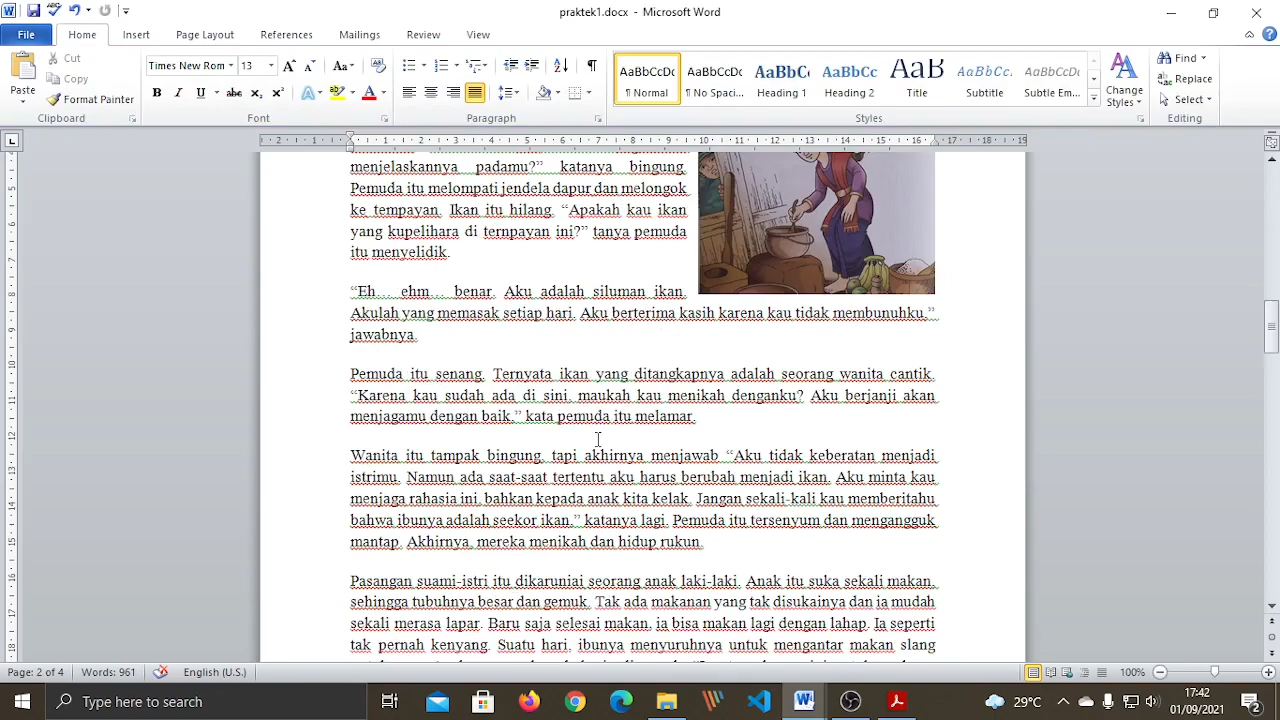 praktek1.docx - Microsoft Word
File Home Insert Page Layout References Mailings Review View
Paste Cut Copy Format Painter
Times New Rom 13
AaBbCcDc AaBbCcDc AaBbC AaBbCc AaB AaBbCc. AaBbCcDc
¶ Normal ¶ No Spaci... Heading 1 Heading 2 Title Subtitle Subtle Em...
Change Styles
Find Replace Select
Clipboard Font Paragraph Styles Editing
menjelaskannya padamu?” katanya bingung.
Pemuda itu melompati jendela dapur dan melongok
ke tempayan. Ikan itu hilang. “Apakah kau ikan
yang kupelihara di ternpayan ini?” tanya pemuda
itu menyelidik.
“Eh… ehm… benar. Aku adalah siluman ikan.
Akulah yang memasak setiap hari. Aku berterima kasih karena kau tidak membunuhku,”
jawabnya.
Pemuda itu senang. Ternyata ikan yang ditangkapnya adalah seorang wanita cantik.
“Karena kau sudah ada di sini, maukah kau menikah denganku? Aku berjanji akan
menjagamu dengan baik,” kata pemuda itu melamar.
Wanita itu tampak bingung, tapi akhirnya menjawab “Aku tidak keberatan menjadi
istrimu. Namun ada saat-saat tertentu aku harus berubah menjadi ikan. Aku minta kau
menjaga rahasia ini, bahkan kepada anak kita kelak. Jangan sekali-kali kau memberitahu
bahwa ibunya adalah seekor ikan,” katanya lagi. Pemuda itu tersenyum dan mengangguk
mantap. Akhirnya, mereka menikah dan hidup rukun.
Pasangan suami-istri itu dikaruniai seorang anak laki-laki. Anak itu suka sekali makan,
sehingga tubuhnya besar dan gemuk. Tak ada makanan yang tak disukainya dan ia mudah
sekali merasa lapar. Baru saja selesai makan, ia bisa makan lagi dengan lahap. Ia seperti
tak pernah kenyang. Suatu hari, ibunya menyuruhnya untuk mengantar makan slang
Page: 2 of 4 Words: 961 English (U.S.) 100%
Type here to search 29°C 17:42
01/09/2021